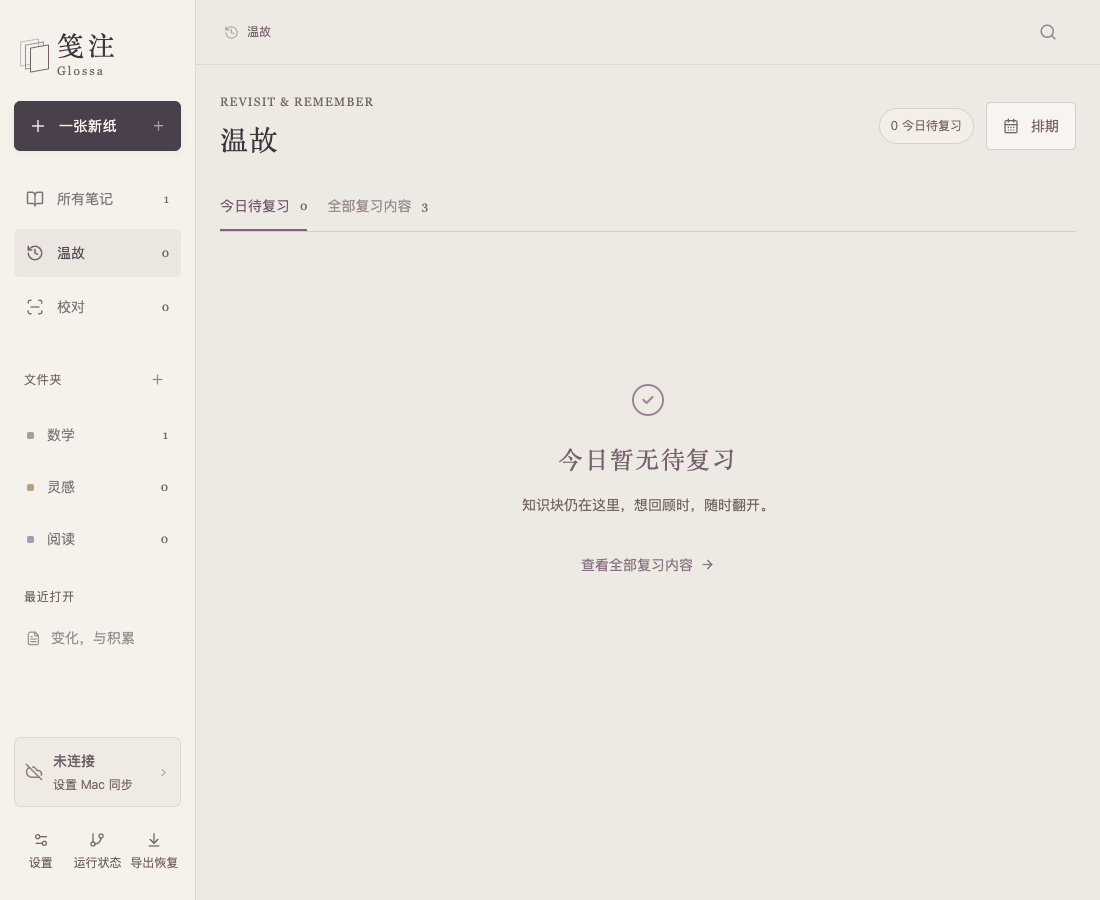 笺注
Glossa
一张新纸
所有笔记 1
温故 0
校对 0
文件夹
数学 1
灵感 0
阅读 0
最近打开
变化，与积累
未连接
设置 Mac 同步
设置
运行状态
导出恢复
温故
REVISIT & REMEMBER
温故
0 今日待复习
排期
今日待复习 0
全部复习内容 3
今日暂无待复习
知识块仍在这里，想回顾时，随时翻开。
查看全部复习内容 →